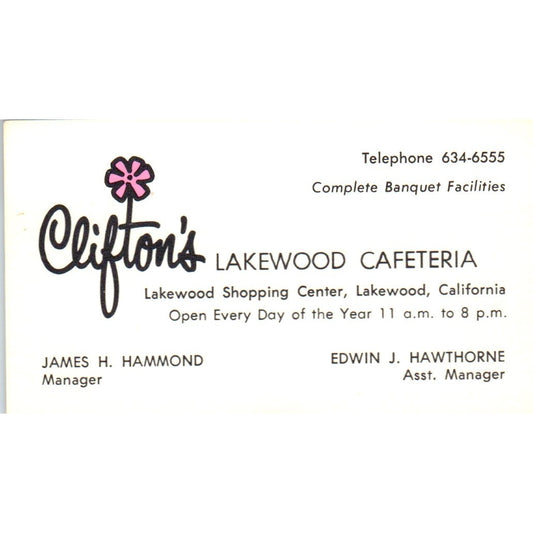 Telephone 634-6555
Complete Banquet Facilities
Clifton's LAKEWOOD CAFETERIA
Lakewood Shopping Center, Lakewood, California
Open Every Day of the Year 11 a.m. to 8 p.m.
JAMES H. HAMMOND
Manager
EDWIN J. HAWTHORNE
Asst. Manager